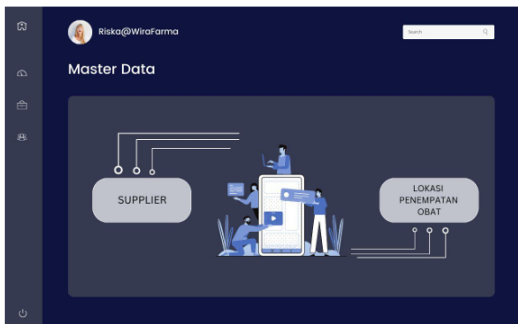 Riska@WiraFarma
Search
Master Data
SUPPLIER
LOKASI
PENEMPATAN
OBAT